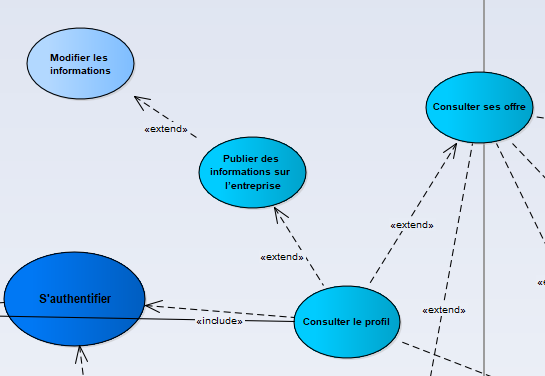 Modifier les
informations
Consulter ses offre
«extend»
Publier des
informations sur
l'entreprise
«extend»
«extend»
S'authentifier
«extend»
«include»
Consulter le profil